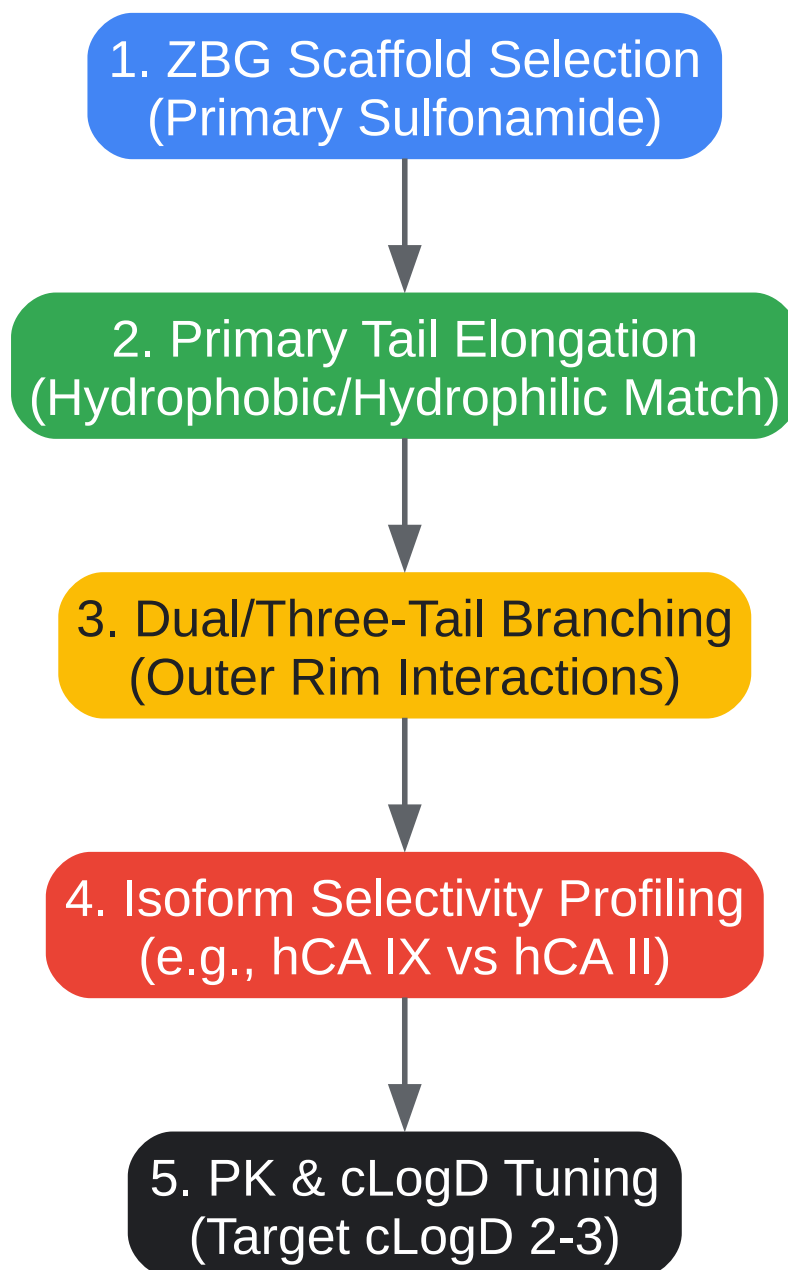 1. ZBG Scaffold Selection
(Primary Sulfonamide)
2. Primary Tail Elongation
(Hydrophobic/Hydrophilic Match)
3. Dual/Three-Tail Branching
(Outer Rim Interactions)
4. Isoform Selectivity Profiling
(e.g., hCA IX vs hCA II)
5. PK & cLogD Tuning
(Target cLogD 2-3)